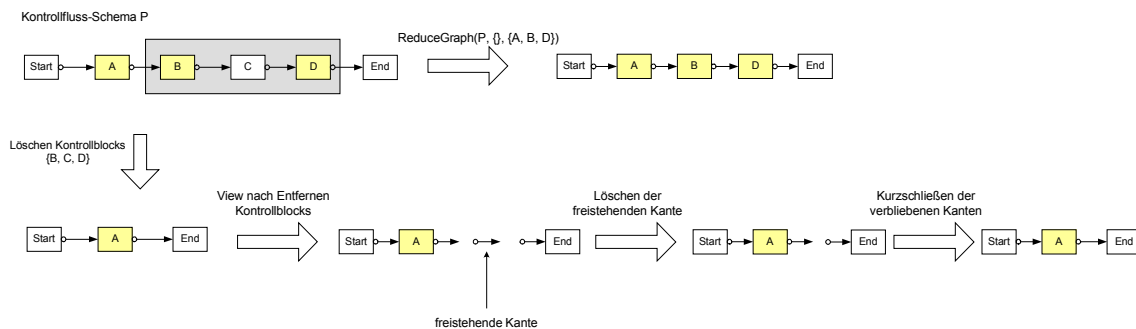 Kontrollfluss-Schema P
ReduceGraph(P, {}, {A, B, D})
Start A B C D End
Start A B D End
Löschen Kontrollblocks
{B, C, D}
View nach Entfernen
Kontrollblocks
Löschen der
freistehenden Kante
Kurzschließen der
verbliebenen Kanten
Start A End
Start A End
Start A End
Start A End
freistehende Kante